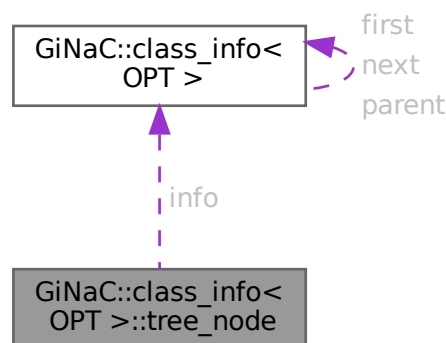 GiNaC::class_info<
OPT >
first
next
parent
info
GiNaC::class_info<
OPT >::tree_node